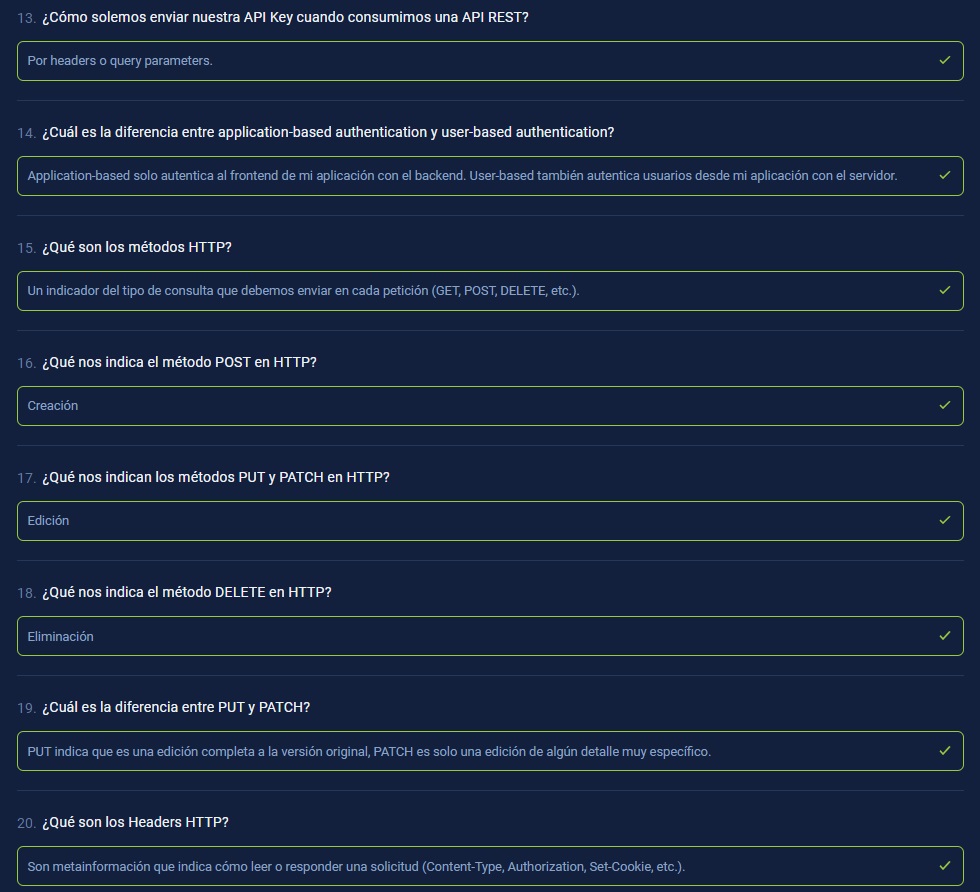 13. ¿Cómo solemos enviar nuestra API Key cuando consumimos una API REST?
Por headers o query parameters.
14. ¿Cuál es la diferencia entre application-based authentication y user-based authentication?
Application-based solo autentica al frontend de mi aplicación con el backend. User-based también autentica usuarios desde mi aplicación con el servidor.
15. ¿Qué son los métodos HTTP?
Un indicador del tipo de consulta que debemos enviar en cada petición (GET, POST, DELETE, etc.).
16. ¿Qué nos indica el método POST en HTTP?
Creación
17. ¿Qué nos indican los métodos PUT y PATCH en HTTP?
Edición
18. ¿Qué nos indica el método DELETE en HTTP?
Eliminación
19. ¿Cuál es la diferencia entre PUT y PATCH?
PUT indica que es una edición completa a la versión original, PATCH es solo una edición de algún detalle muy específico.
20. ¿Qué son los Headers HTTP?
Son metainformación que indica cómo leer o responder una solicitud (Content-Type, Authorization, Set-Cookie, etc.).